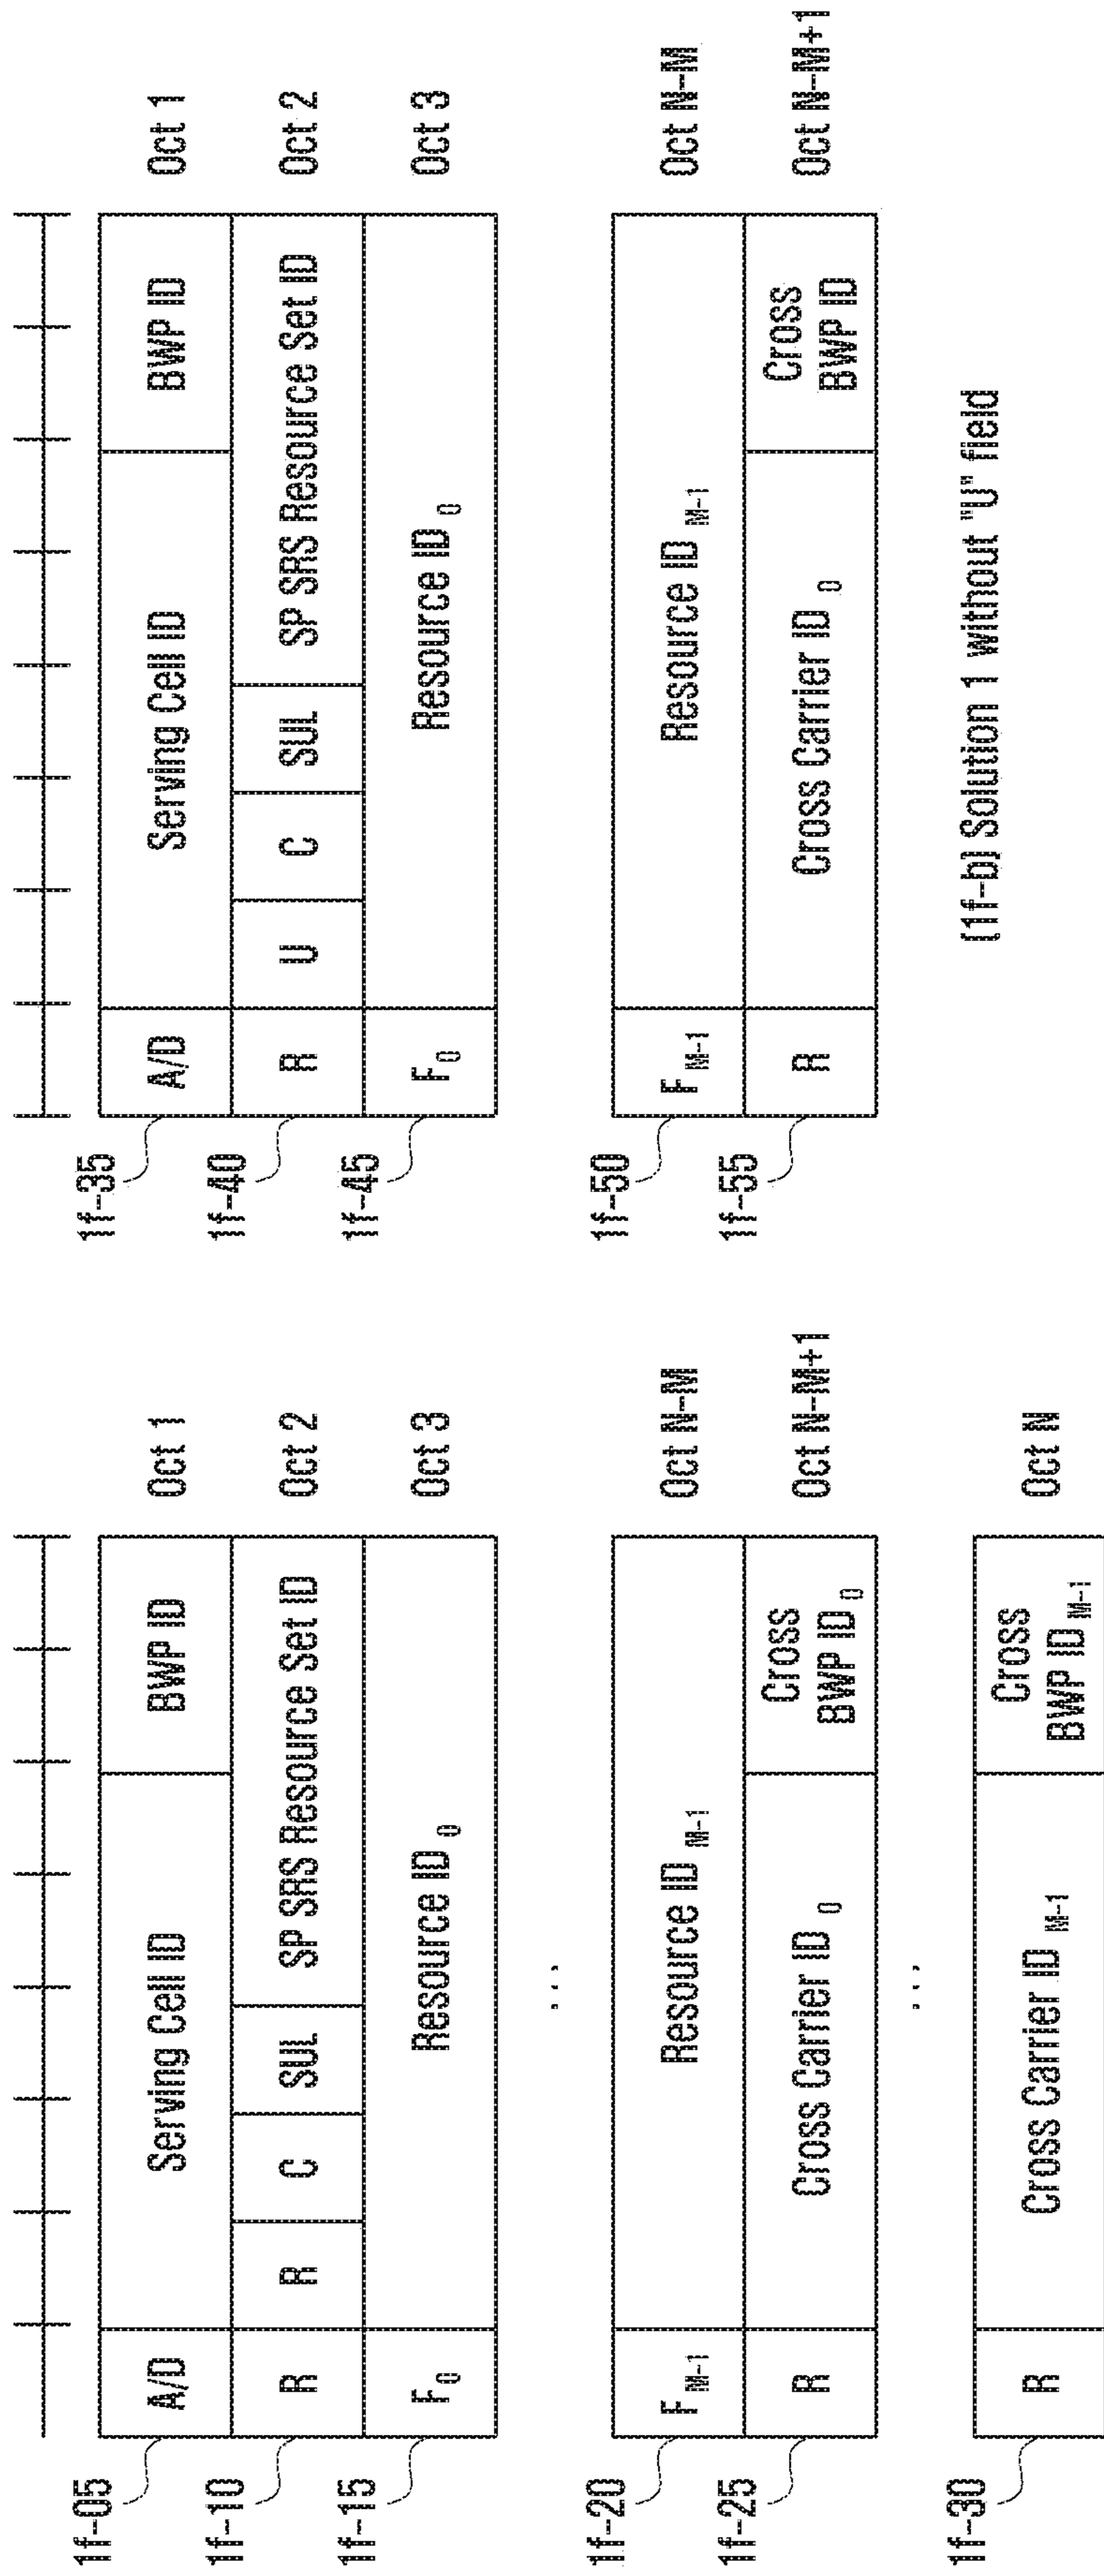 1f-05 A/D Serving Cell ID BWP ID Oct 1
1f-10 R R C SUL SP SRS Resource Set ID Oct 2
1f-15 F0 Resource ID 0 Oct 3
...
1f-20 F M-1 Resource ID M-1 Oct N-M
1f-25 R Cross Carrier ID 0 Cross BWP ID 0 Oct N-M+1
...
1f-30 R Cross Carrier ID M-1 Cross BWP ID M-1 Oct N
1f-35 A/D Serving Cell ID BWP ID Oct 1
1f-40 R U C SUL SP SRS Resource Set ID Oct 2
1f-45 F0 Resource ID 0 Oct 3
1f-50 F M-1 Resource ID M-1 Oct N-M
1f-55 R Cross Carrier ID 0 Cross BWP ID Oct N-M+1
(1f-b) Solution 1 without "U" field